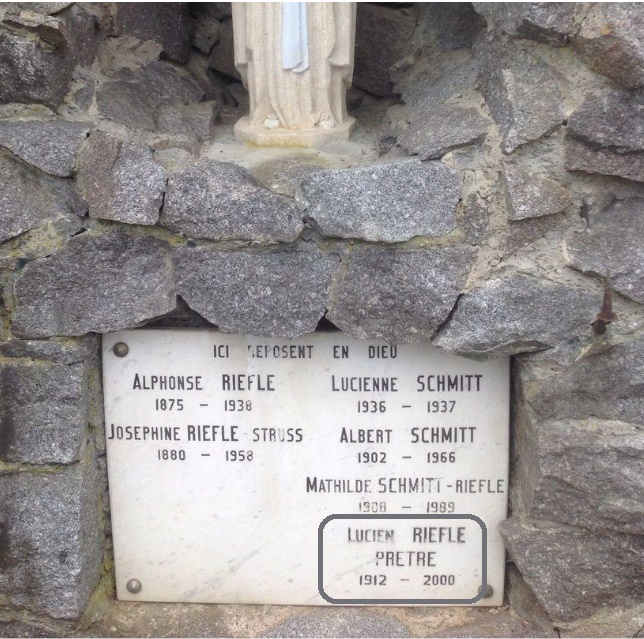 ICI REPOSENT EN DIEU
ALPHONSE RIEFLE
1875 – 1938
JOSEPHINE RIEFLE - STRUSS
1880 – 1958
LUCIENNE SCHMITT
1936 – 1937
ALBERT SCHMITT
1902 – 1966
MATHILDE SCHMITT - RIEFLE
1908 – 1989
LUCIEN RIEFLE
PRETRE
1912 – 2000